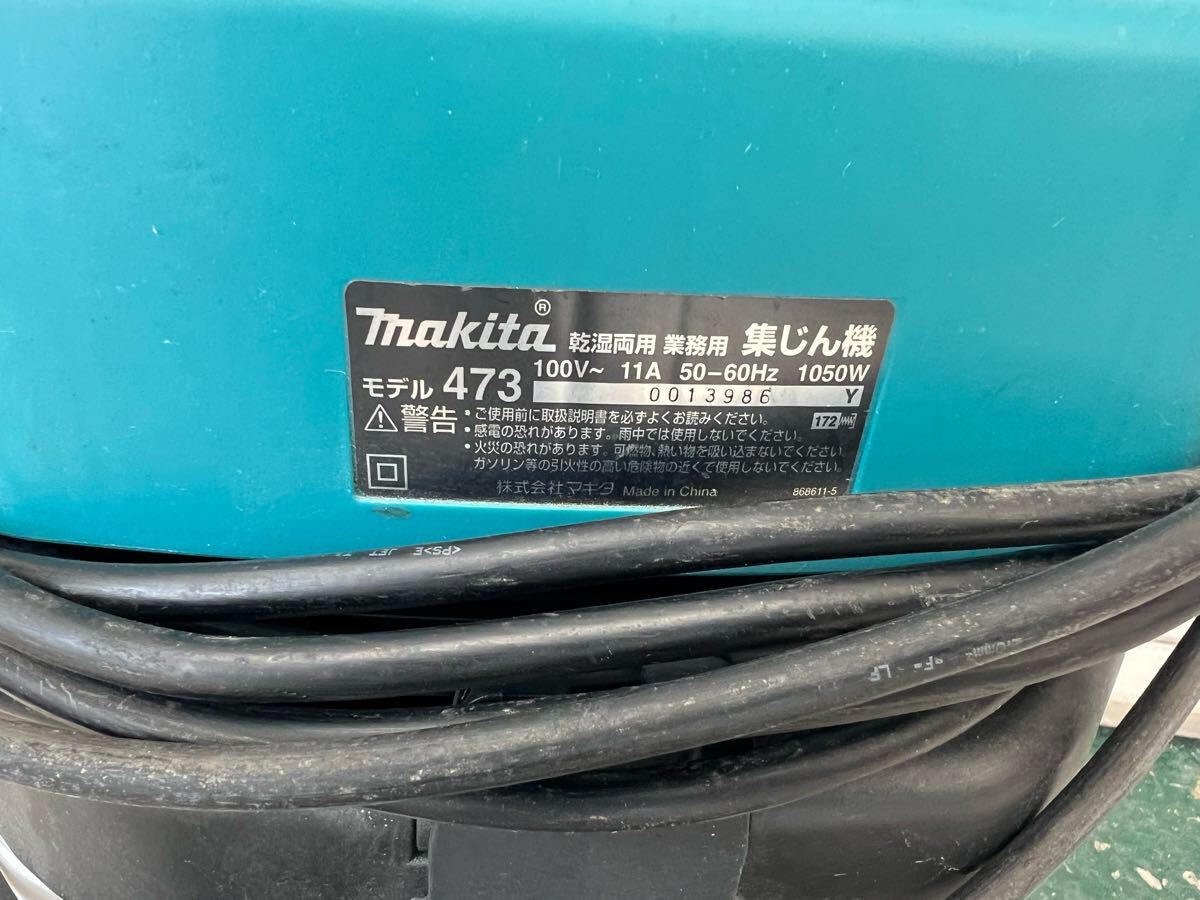 makita® 乾湿両用 業務用 集じん機
モデル 473 100V~ 11A 50-60Hz 1050W
0013986 Y
警告 ・ご使用前に取扱説明書を必ずよくお読みください。
・感電の恐れがあります。雨中では使用しないでください。
172
・火災の恐れがあります。可燃物、熱い物を吸い込まないでください。
ガソリン等の引火性の高い危険物の近くで使用しないでください。
株式会社マキタ Made in China 868611-5
<PS>E JET
F LF